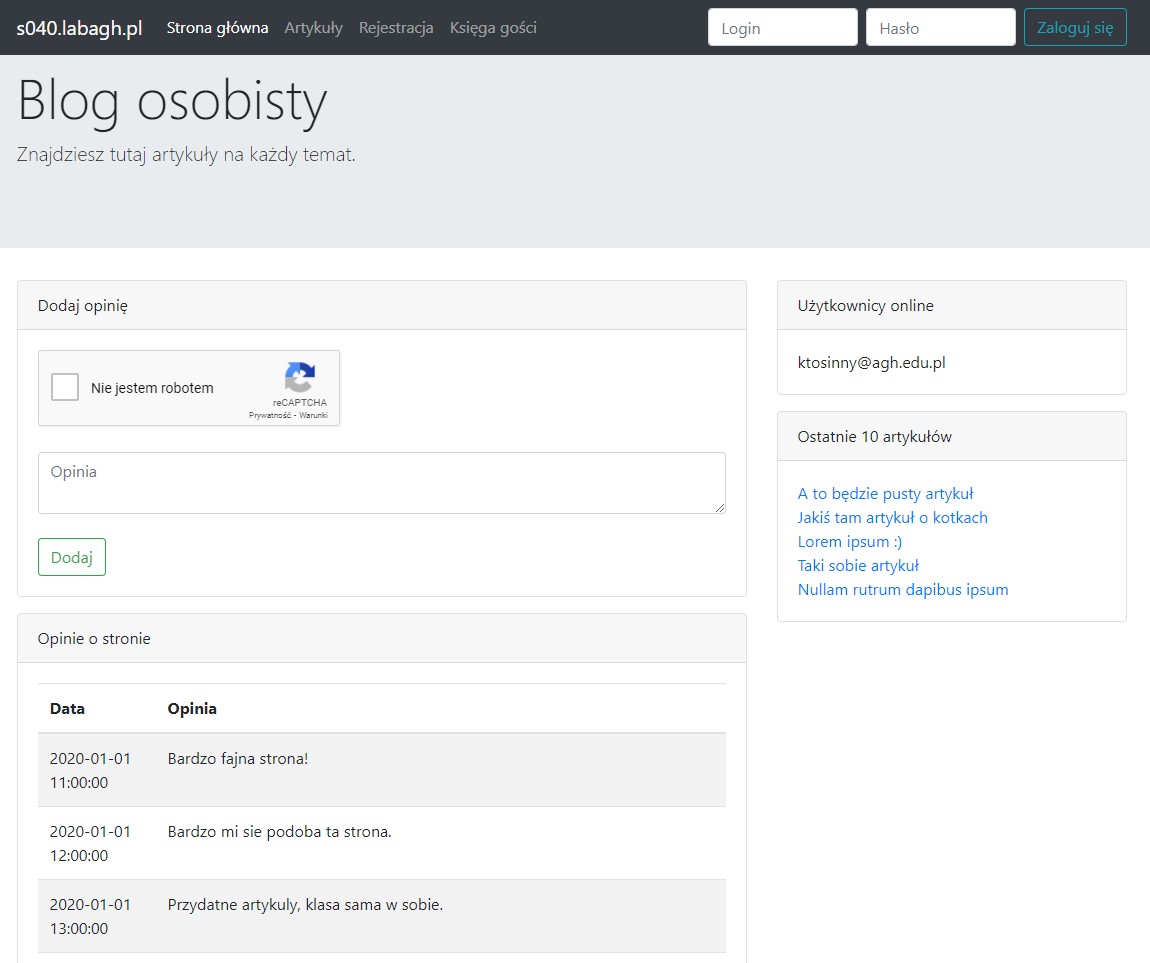 s040.labagh.pl Strona główna Artykuły Rejestracja Księga gości Login Hasło Zaloguj się
Blog osobisty
Znajdziesz tutaj artykuły na każdy temat.
Dodaj opinię
Nie jestem robotem
reCAPTCHA
Prywatność - Warunki
Opinia
Dodaj
Opinie o stronie
Data Opinia
2020-01-01 Bardzo fajna strona!
11:00:00
2020-01-01 Bardzo mi sie podoba ta strona.
12:00:00
2020-01-01 Przydatne artykuly, klasa sama w sobie.
13:00:00
Użytkownicy online
ktosinny@agh.edu.pl
Ostatnie 10 artykułów
A to będzie pusty artykuł
Jakiś tam artykuł o kotkach
Lorem ipsum :)
Taki sobie artykuł
Nullam rutrum dapibus ipsum